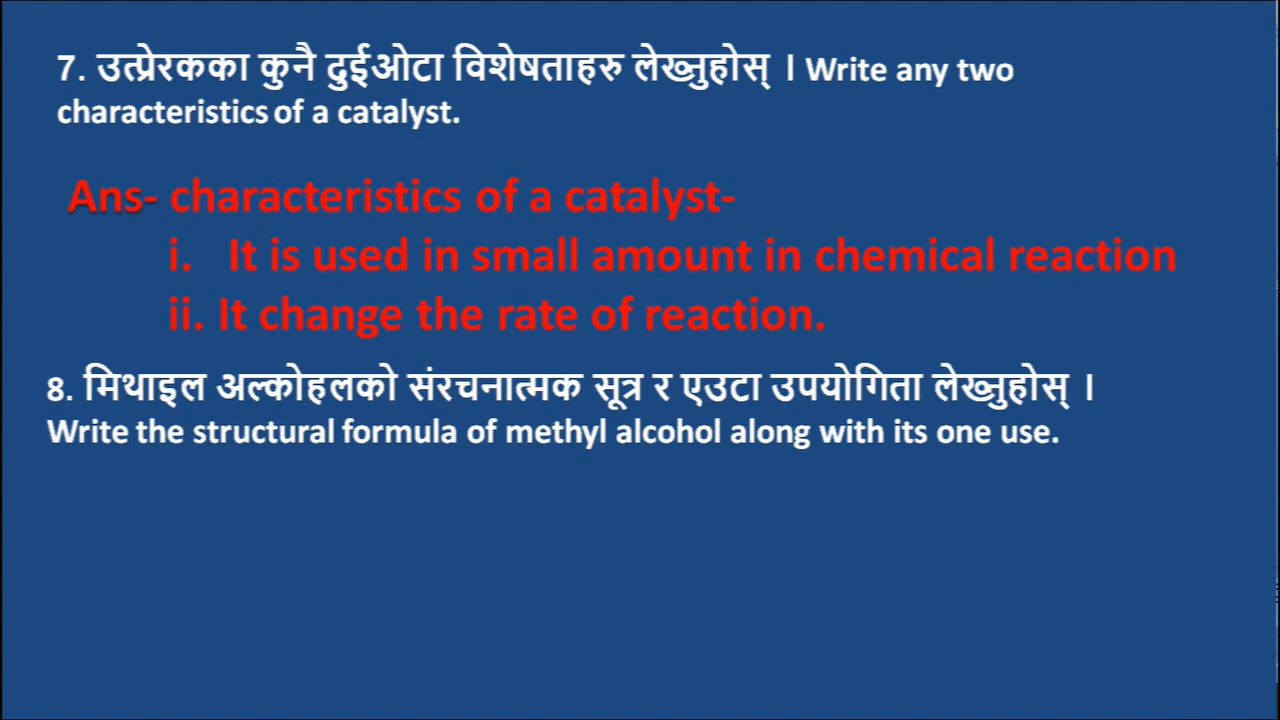 7. उत्प्रेरकका कुनै दुईओटा विशेषताहरु लेख्नुहोस् । Write any two
characteristics of a catalyst.
Ans- characteristics of a catalyst-
i. It is used in small amount in chemical reaction
ii. It change the rate of reaction.
8. मिथाइल अल्कोहलको संरचनात्मक सूत्र र एउटा उपयोगिता लेख्नुहोस् ।
Write the structural formula of methyl alcohol along with its one use.